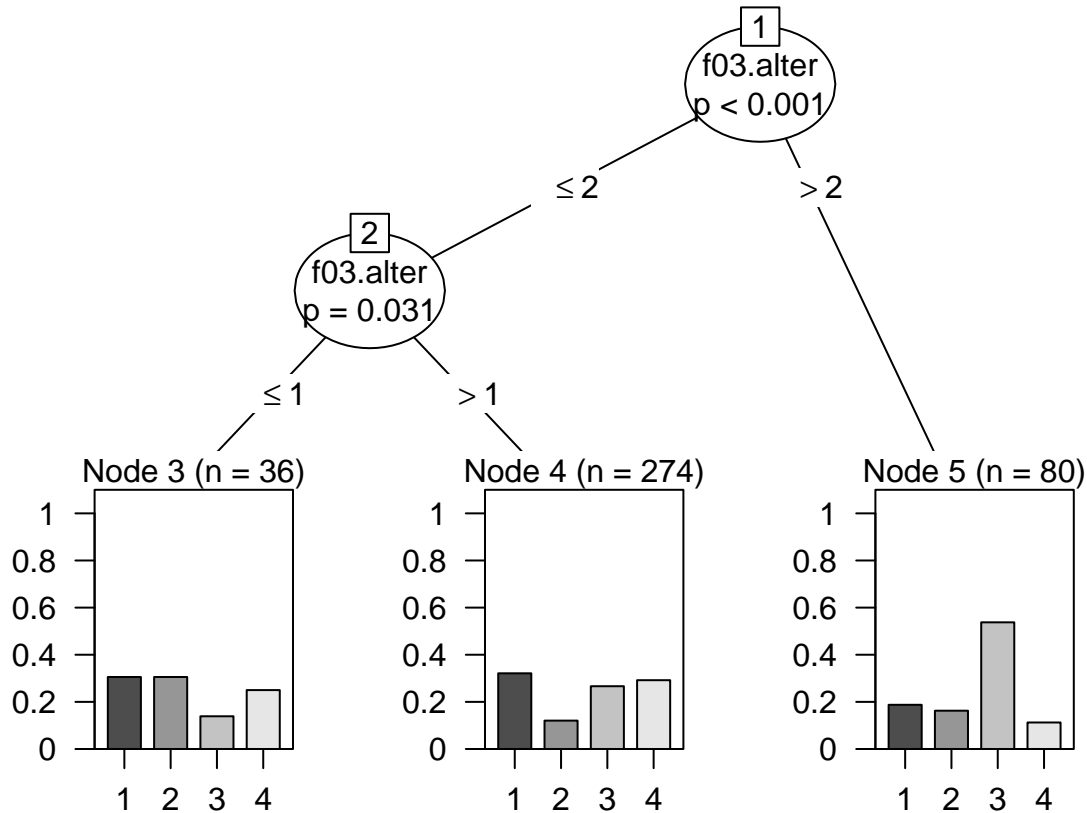 1
f03.alter
p < 0.001
≤ 2
> 2
2
f03.alter
p = 0.031
≤ 1
> 1
Node 3 (n = 36)
1
0.8
0.6
0.4
0.2
0
1 2 3 4
Node 4 (n = 274)
1
0.8
0.6
0.4
0.2
0
1 2 3 4
Node 5 (n = 80)
1
0.8
0.6
0.4
0.2
0
1 2 3 4